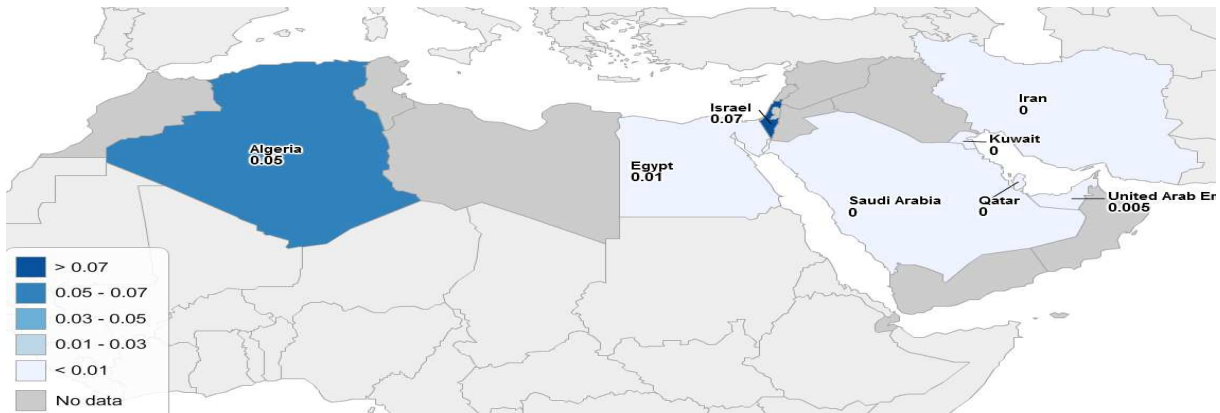 Algeria
0.05
Israel
0.07
Egypt
0.01
Iran
0
Kuwait
0
Saudi Arabia
0
Qatar
0
United Arab Em
0.005
> 0.07
0.05 - 0.07
0.03 - 0.05
0.01 - 0.03
< 0.01
No data